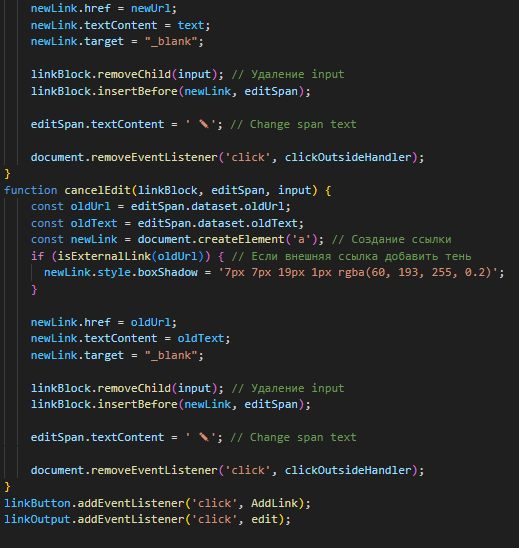 newLink.href = newUrl;
newLink.textContent = text;
newLink.target = "_blank";
linkBlock.removeChild(input); // Удаление input
linkBlock.insertBefore(newLink, editSpan);
editSpan.textContent = ' ✏️'; // Change span text
document.removeEventListener('click', clickOutsideHandler);
}
function cancelEdit(linkBlock, editSpan, input) {
const oldUrl = editSpan.dataset.oldUrl;
const oldText = editSpan.dataset.oldText;
const newLink = document.createElement('a'); // Создание ссылки
if (isExternalLink(oldUrl)) { // Если внешняя ссылка добавить тень
newLink.style.boxShadow = '7px 7px 19px 1px rgba(60, 193, 255, 0.2)';
}
newLink.href = oldUrl;
newLink.textContent = oldText;
newLink.target = "_blank";
linkBlock.removeChild(input); // Удаление input
linkBlock.insertBefore(newLink, editSpan);
editSpan.textContent = ' ✏️'; // Change span text
document.removeEventListener('click', clickOutsideHandler);
}
linkButton.addEventListener('click', AddLink);
linkOutput.addEventListener('click', edit);